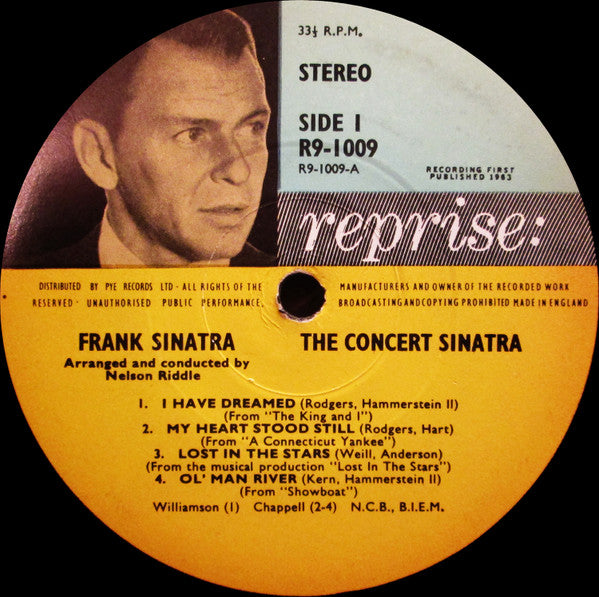 33⅓ R.P.M.
STEREO
SIDE 1
R9-1009
R9-1009-A
RECORDING FIRST
PUBLISHED 1963
reprise:
DISTRIBUTED BY PYE RECORDS LTD - ALL RIGHTS OF THE MANUFACTURERS AND OWNER OF THE RECORDED WORK
RESERVED - UNAUTHORISED PUBLIC PERFORMANCE, BROADCASTING AND COPYING PROHIBITED MADE IN ENGLAND
FRANK SINATRA THE CONCERT SINATRA
Arranged and conducted by
Nelson Riddle
1. I HAVE DREAMED (Rodgers, Hammerstein II)
(From "The King and I")
2. MY HEART STOOD STILL (Rodgers, Hart)
(From "A Connecticut Yankee")
3. LOST IN THE STARS (Weill, Anderson)
(From the musical production "Lost In The Stars")
4. OL' MAN RIVER (Kern, Hammerstein II)
(From "Showboat")
Williamson (1) Chappell (2-4) N.C.B., B.I.E.M.